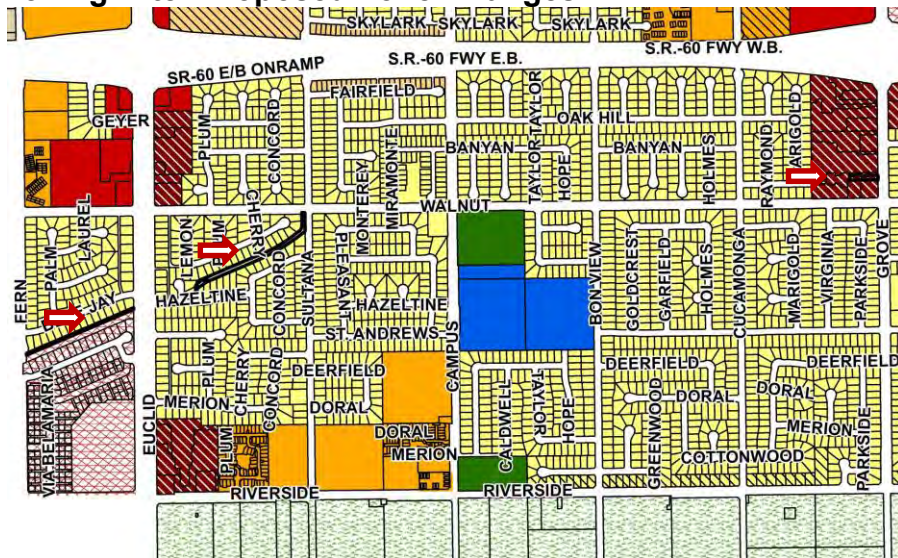 SKYLARK SKYLARK
SKYLARK
S.R.-60 FWY W.B.
S.R.-60 FWY E.B.
SR-60 E/B ONRAMP
FAIRFIELD
GEYER
PLUM
CONCORD
MONTEREY
MIRAMONTE
BANYAN
TAYLOR-TAYLOR
HOPE
OAK HILL
BANYAN
HOLMES
RAYMOND
MARIGOLD
WALNUT
FERN
PALM
LAUREL
JAY
LEMON
PLUM
CHERRY
HAZELTINE
CONCORD
SULTANA
PLEASANT
HAZELTINE
ST. ANDREWS
CAMPUS
BON VIEW
GOLDCREST
GARFIELD
HOLMES
CUCAMONGA
MARIGOLD
VIRGINIA
PARKSIDE
GROVE
VIA BELAMARIA
EUCLID
MERION
PLUM
CHERRY
CONCORD
DEERFIELD
DORAL
DORAL
MERION
PLUM
RIVERSIDE
CALDWELL
TAYLOR
HOPE
RIVERSIDE
DEERFIELD
GREENWOOD
DORAL
COTTONWOOD
DORAL
MERION
DEERFIELD
PARKSIDE